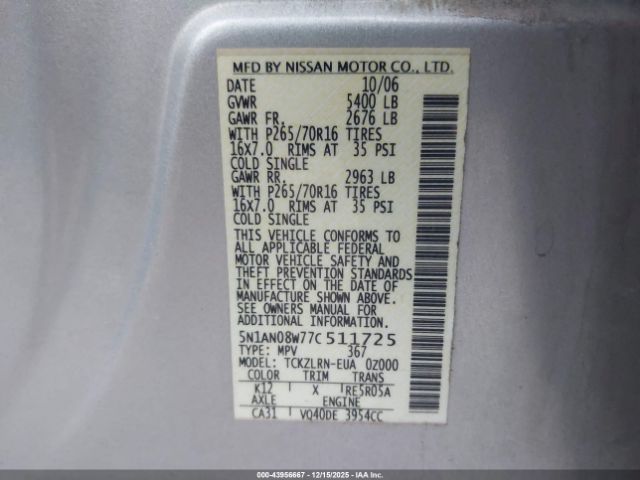 MFD BY NISSAN MOTOR CO., LTD.
DATE 10/06
GVWR 5400 LB
GAWR FR. 2676 LB
WITH P265/70R16 TIRES
16X7.0 RIMS AT 35 PSI
COLD SINGLE
GAWR RR. 2963 LB
WITH P265/70R16 TIRES
16X7.0 RIMS AT 35 PSI
COLD SINGLE
THIS VEHICLE CONFORMS TO
ALL APPLICABLE FEDERAL
MOTOR VEHICLE SAFETY AND
THEFT PREVENTION STANDARDS
IN EFFECT ON THE DATE OF
MANUFACTURE SHOWN ABOVE.
SEE OWNERS MANUAL FOR
ADDITIONAL INFORMATION.
5N1AN08W77C511725
TYPE: MPV 367
MODEL: TCKZLRN-EUA 0Z000
COLOR TRIM TRANS
K12 X RE5R05A
AXLE ENGINE
CA31 VQ40DE 3954CC
000-43956667 - 12/15/2025 - IAAI.COM